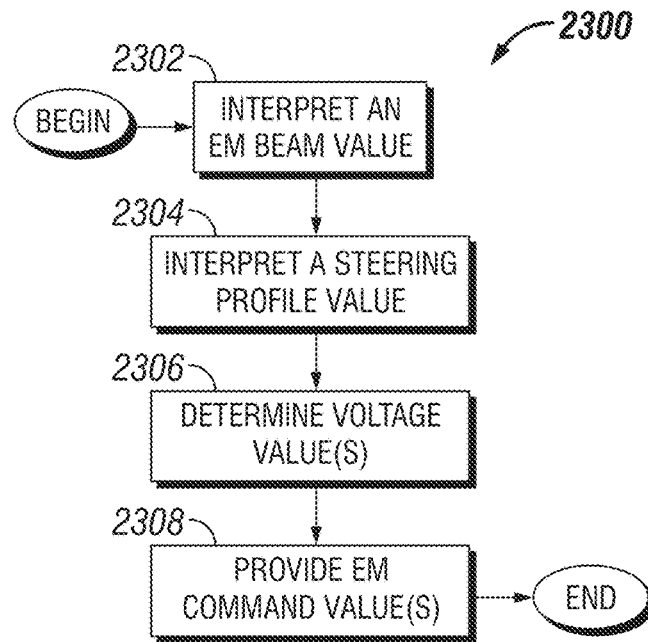 2300
2302
BEGIN
INTERPRET AN
EM BEAM VALUE
2304
INTERPRET A STEERING
PROFILE VALUE
2306
DETERMINE VOLTAGE
VALUE(S)
2308
PROVIDE EM
COMMAND VALUE(S)
END